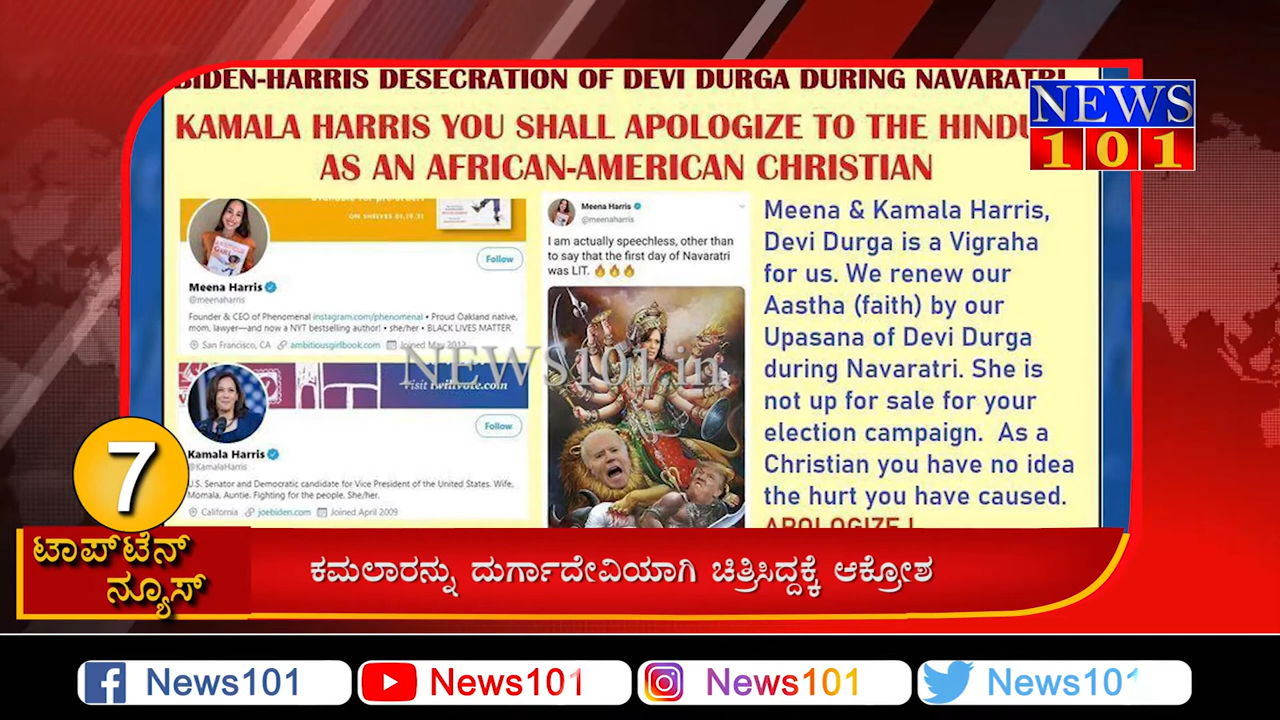 BIDEN-HARRIS DESECRATION OF DEVI DURGA DURING NAVARATRI
KAMALA HARRIS YOU SHALL APOLOGIZE TO THE HINDU
AS AN AFRICAN-AMERICAN CHRISTIAN
NEWS
101
ON SHELVES 01.19.21
Follow
Meena Harris
@meenaharris
Founder & CEO of Phenomenal instagram.com/phenomenal • Proud Oakland native,
mom, lawyer—and now a NYT bestselling author! • she/her • BLACK LIVES MATTER
San Francisco, CA ambitiousgirlbook.com Joined May 2012
Visit iwillvote.com
Follow
Kamala Harris
@KamalaHarris
U.S. Senator and Democratic candidate for Vice President of the United States. Wife,
Momala, Auntie. Fighting for the people. She/her.
California joebiden.com Joined April 2009
Meena Harris
@meenaharris
I am actually speechless, other than
to say that the first day of Navaratri
was LIT. 🔥🔥🔥
Meena & Kamala Harris,
Devi Durga is a Vigraha
for us. We renew our
Aastha (faith) by our
Upasana of Devi Durga
during Navaratri. She is
not up for sale for your
election campaign. As a
Christian you have no idea
the hurt you have caused.
APOLOGIZE !
NEWS101.in
7
ಟಾಪ್‌ಟೆನ್
ನ್ಯೂಸ್
ಕಮಲಾರನ್ನು ದುರ್ಗಾದೇವಿಯಾಗಿ ಚಿತ್ರಿಸಿದ್ದಕ್ಕೆ ಆಕ್ರೋಶ
News101
News101
News101
News101